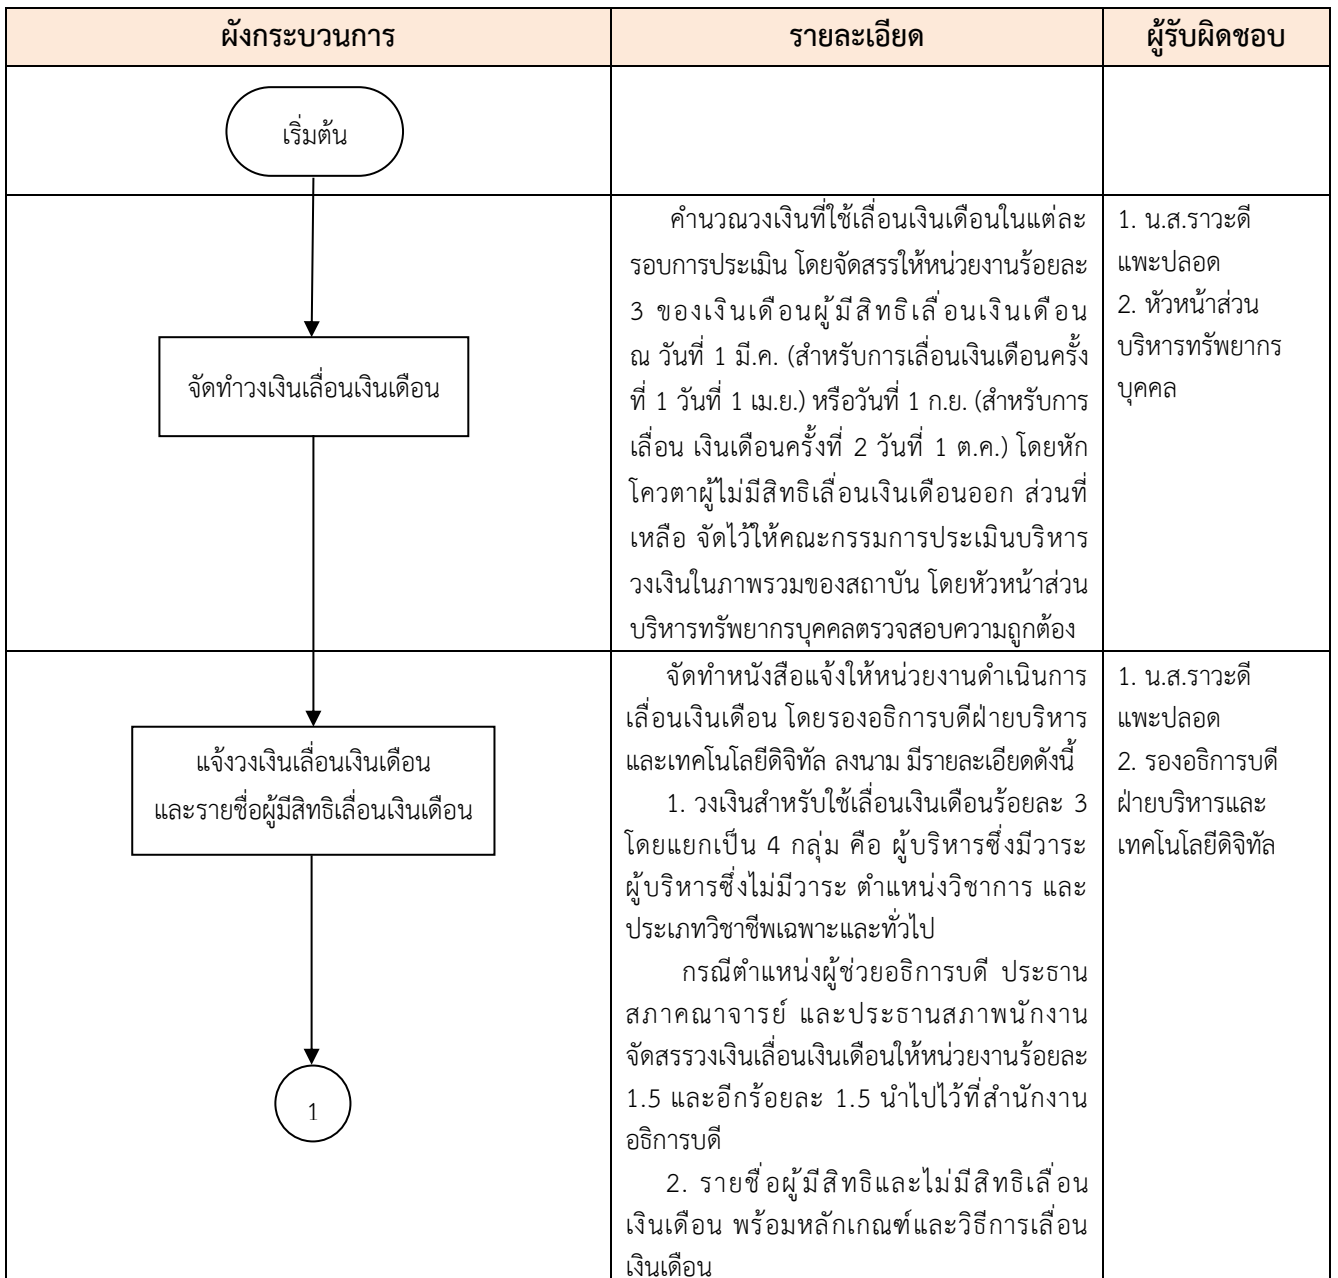 ผังกระบวนการ
รายละเอียด
ผู้รับผิดชอบ
เริ่มต้น
จัดทำวงเงินเลื่อนเงินเดือน
คำนวณวงเงินที่ใช้เลื่อนเงินเดือนในแต่ละ
รอบการประเมิน โดยจัดสรรให้หน่วยงานร้อยละ
3 ของเงินเดือนผู้มีสิทธิเลื่อนเงินเดือน
ณ วันที่ 1 มี.ค. (สำหรับการเลื่อนเงินเดือนครั้ง
ที่ 1 วันที่ 1 เม.ย.) หรือวันที่ 1 ก.ย. (สำหรับการ
เลื่อน เงินเดือนครั้งที่ 2 วันที่ 1 ต.ค.) โดยหัก
โควตาผู้ไม่มีสิทธิเลื่อนเงินเดือนออก ส่วนที่
เหลือ จัดไว้ให้คณะกรรมการประเมินบริหาร
วงเงินในภาพรวมของสถาบัน โดยหัวหน้าส่วน
บริหารทรัพยากรบุคคลตรวจสอบความถูกต้อง
1. น.ส.ราวะดี
แพะปลอด
2. หัวหน้าส่วน
บริหารทรัพยากร
บุคคล
แจ้งวงเงินเลื่อนเงินเดือน
และรายชื่อผู้มีสิทธิเลื่อนเงินเดือน
1
จัดทำหนังสือแจ้งให้หน่วยงานดำเนินการ
เลื่อนเงินเดือน โดยรองอธิการบดีฝ่ายบริหาร
และเทคโนโลยีดิจิทัล ลงนาม มีรายละเอียดดังนี้
1. วงเงินสำหรับใช้เลื่อนเงินเดือนร้อยละ 3
โดยแยกเป็น 4 กลุ่ม คือ ผู้บริหารซึ่งมีวาระ
ผู้บริหารซึ่งไม่มีวาระ ตำแหน่งวิชาการ และ
ประเภทวิชาชีพเฉพาะและทั่วไป
กรณีตำแหน่งผู้ช่วยอธิการบดี ประธาน
สภาคณาจารย์ และประธานสภาพนักงาน
จัดสรรวงเงินเลื่อนเงินเดือนให้หน่วยงานร้อยละ
1.5 และอีกร้อยละ 1.5 นำไปไว้ที่สำนักงาน
อธิการบดี
2. รายชื่อผู้มีสิทธิและไม่มีสิทธิเลื่อน
เงินเดือน พร้อมหลักเกณฑ์และวิธีการเลื่อน
เงินเดือน
1. น.ส.ราวะดี
แพะปลอด
2. รองอธิการบดี
ฝ่ายบริหารและ
เทคโนโลยีดิจิทัล